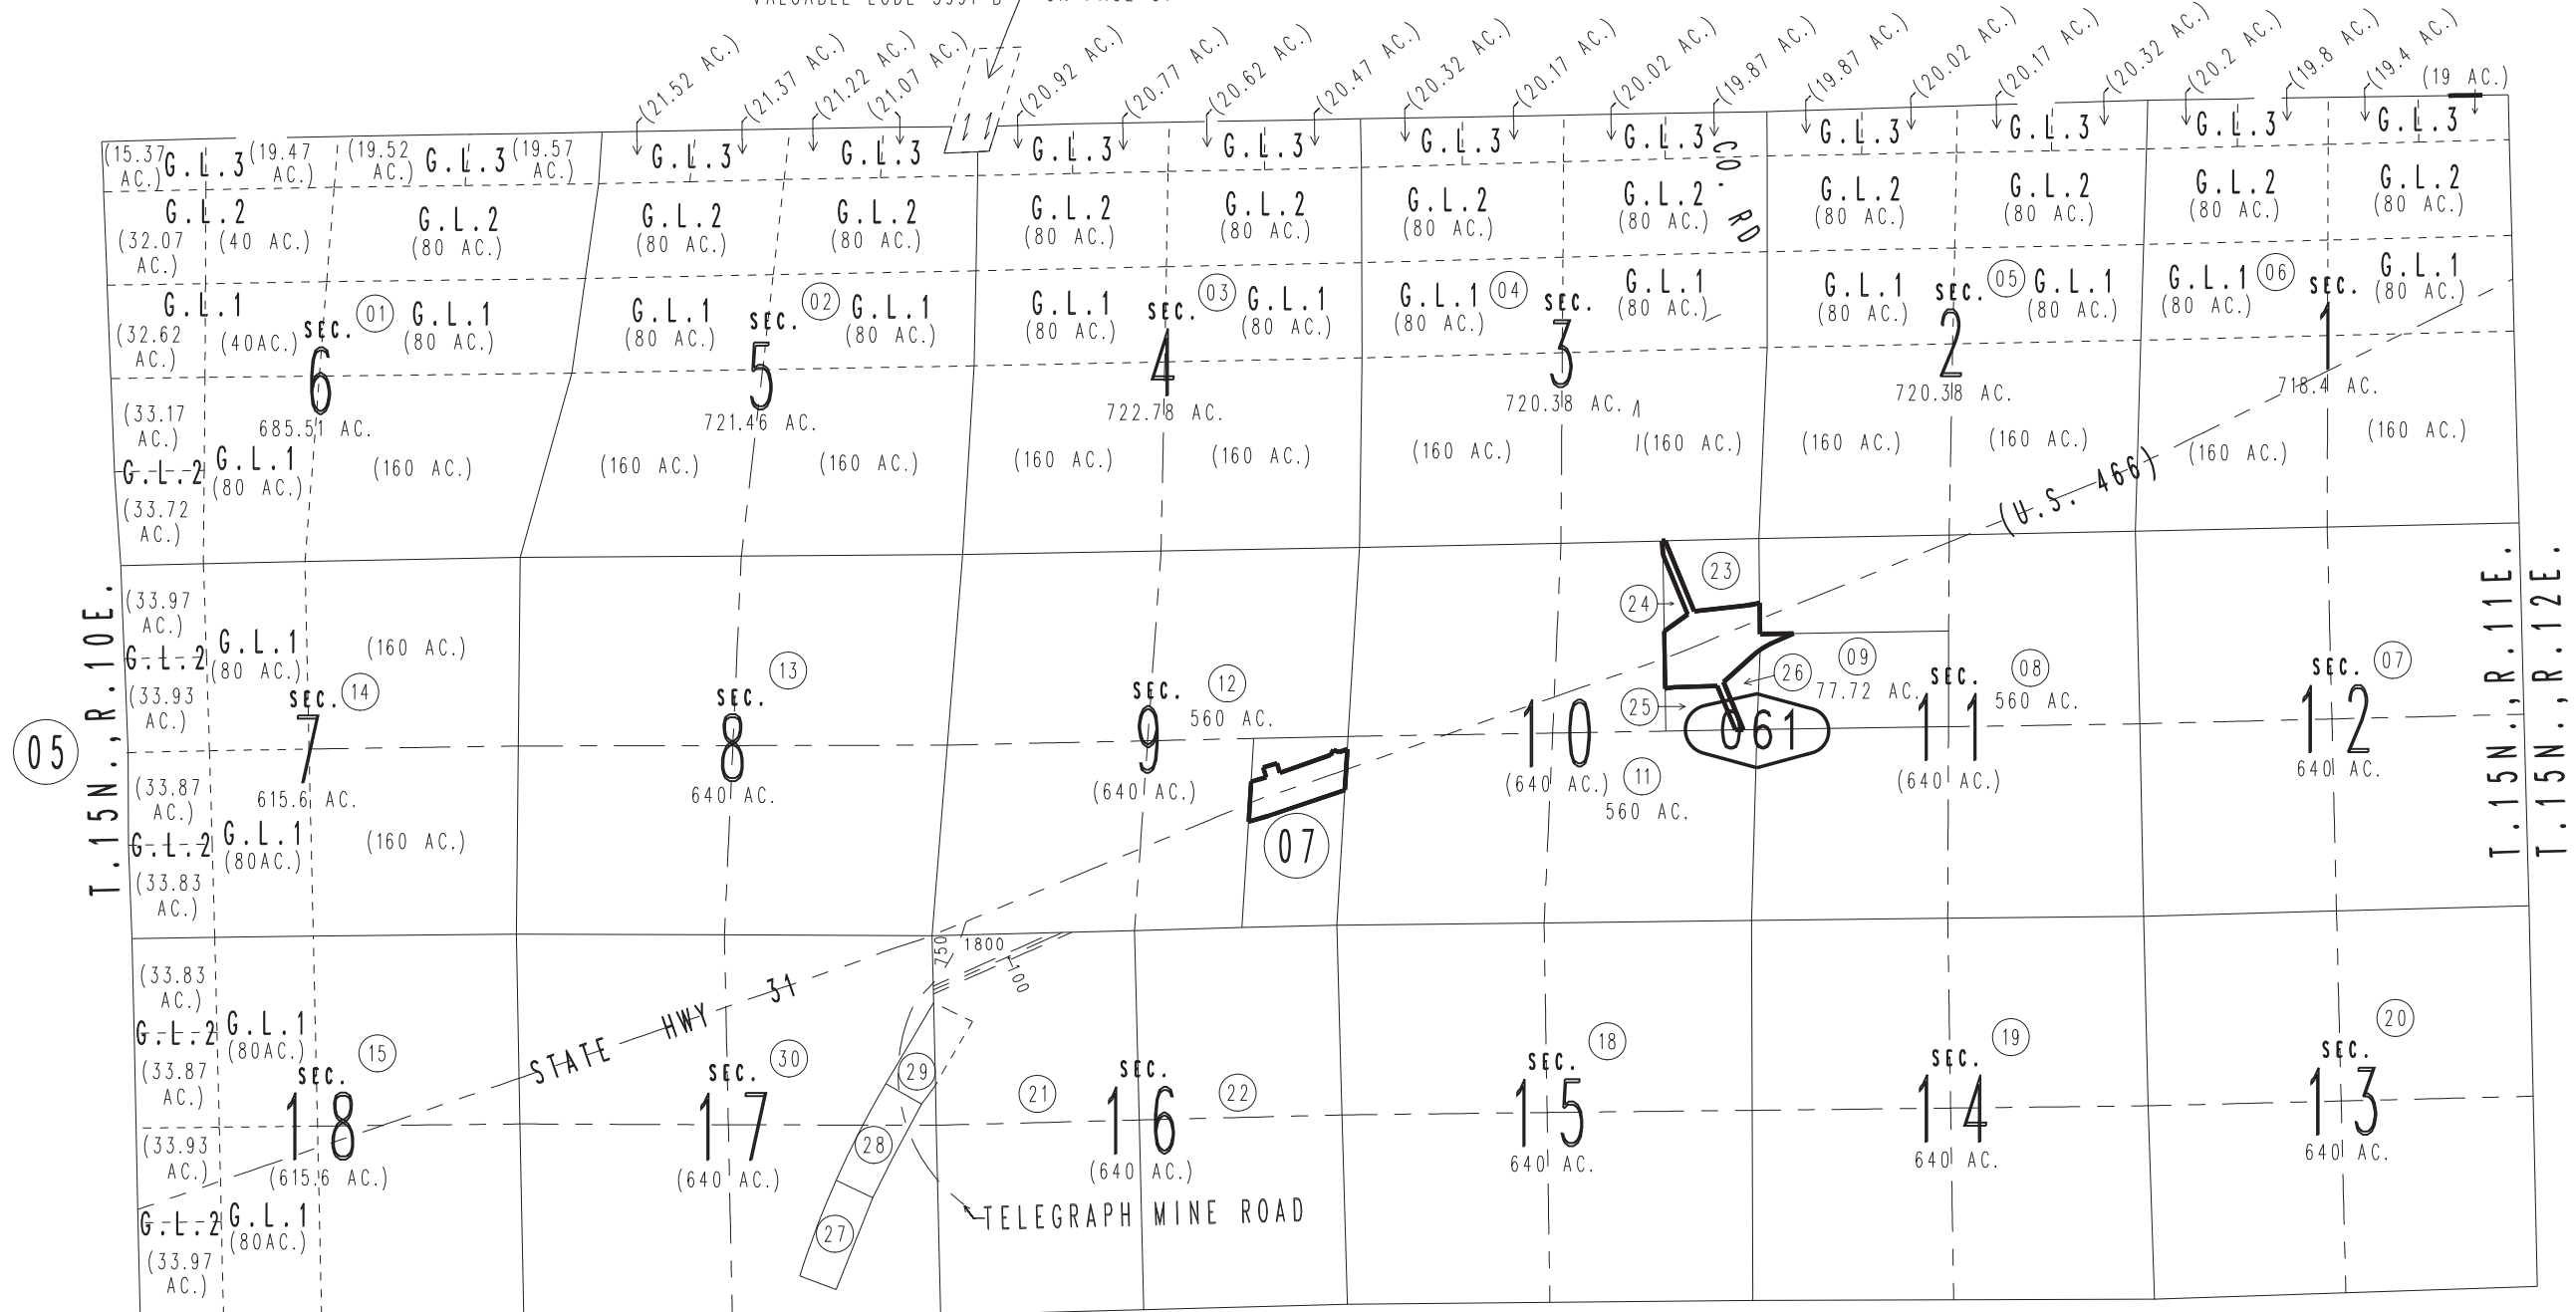 (21.52 AC.) (21.37 AC.) (21.22 AC.) (21.07 AC.) (20.92 AC.) (20.77 AC.) (20.62 AC.) (20.47 AC.) (20.32 AC.) (20.17 AC.) (20.02 AC.) (19.87 AC.) (19.87 AC.) (20.02 AC.) (20.17 AC.) (20.32 AC.) (20.2 AC.) (19.8 AC.) (19.4 AC.) (19 AC.)
(15.37 AC.) G.L.3 (19.47 AC.) (19.52 AC.) G.L.3 (19.57 AC.) G.L.3 G.L.3 G.L.3 G.L.3 G.L.3 G.L.3 G.L.3 G.L.3 G.L.3 G.L.3
CO. RD
G.L.2 G.L.2 G.L.2 G.L.2 G.L.2 G.L.2 G.L.2 G.L.2 G.L.2 G.L.2 G.L.2 G.L.2
(32.07 AC.) (40 AC.) (80 AC.) (80 AC.) (80 AC.) (80 AC.) (80 AC.) (80 AC.) (80 AC.) (80 AC.) (80 AC.) (80 AC.) (80 AC.)
G.L.1 G.L.1 G.L.1 G.L.1 G.L.1 G.L.1 G.L.1 G.L.1 G.L.1 G.L.1 G.L.1 G.L.1
(32.62 AC.) (40AC.) (80 AC.) (80 AC.) (80 AC.) (80 AC.) (80 AC.) (80 AC.) (80 AC.) (80 AC.) (80 AC.) (80 AC.) (80 AC.)
SEC. 6 01
685.51 AC.
SEC. 5 02
721.46 AC.
SEC. 4 03
722.78 AC.
SEC. 3 04
720.38 AC.
SEC. 2 05
720.38 AC.
SEC. 1 06
718.4 AC.
(33.17 AC.)
G.L.2 G.L.1
(80 AC.)
(33.72 AC.)
(160 AC.) (160 AC.) (160 AC.) (160 AC.) (160 AC.) (160 AC.) (160 AC.) (160 AC.) (160 AC.) (160 AC.) (160 AC.)
(U.S. 466)
05
T.15N.,R.10E.
(33.97 AC.)
G.L.2 G.L.1
(80 AC.)
(160 AC.)
(33.93 AC.)
SEC. 7 14
615.6 AC.
(33.87 AC.)
G.L.2 G.L.1
(80AC.)
(160 AC.)
(33.83 AC.)
SEC. 8 13
640 AC.
SEC. 9 12
560 AC.
(640 AC.)
07
10
(640 AC.)
11
560 AC.
23
24
25
26
061
09
77.72 AC.
SEC. 11 08
560 AC.
(640 AC.)
SEC. 12 07
640 AC.
T.15N.,R.11E.
T.15N.,R.12E.
750
1800
100
STATE HWY 31
(33.83 AC.)
G.L.2 G.L.1
(80AC.)
(33.87 AC.)
SEC. 18 15
(615.6 AC.)
(33.93 AC.)
G.L.2 G.L.1
(80AC.)
(33.97 AC.)
SEC. 17 30
(640 AC.)
29
28
27
21
SEC. 16 22
(640 AC.)
TELEGRAPH MINE ROAD
SEC. 15 18
640 AC.
SEC. 14 19
640 AC.
SEC. 13 20
640 AC.